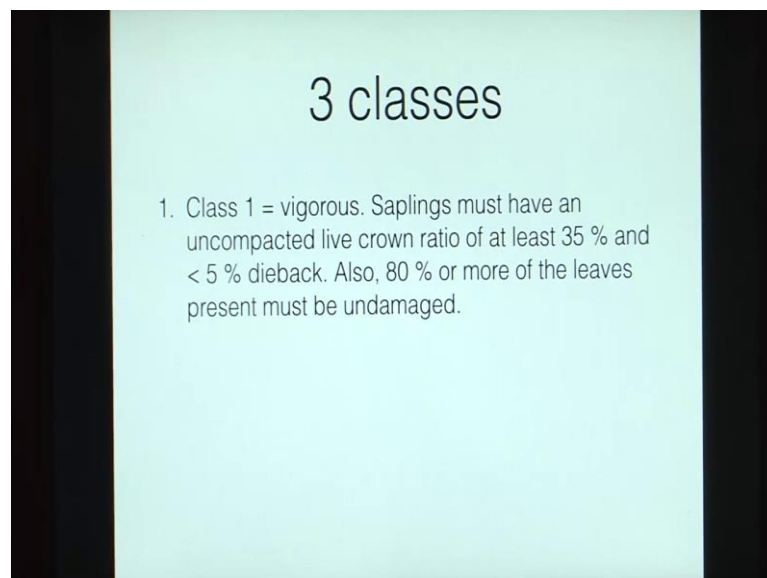 3 classes
1. Class 1 = vigorous. Saplings must have an
uncompacted live crown ratio of at least 35 % and
< 5 % dieback. Also, 80 % or more of the leaves
present must be undamaged.